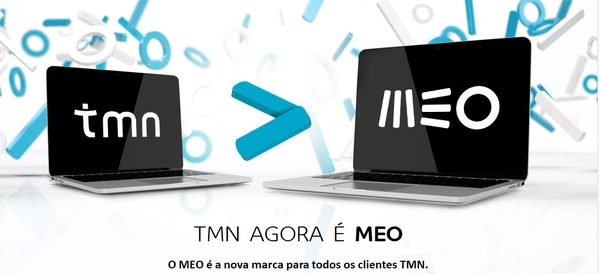 tmn
MEO
TMN AGORA É MEO
O MEO é a nova marca para todos os clientes TMN.